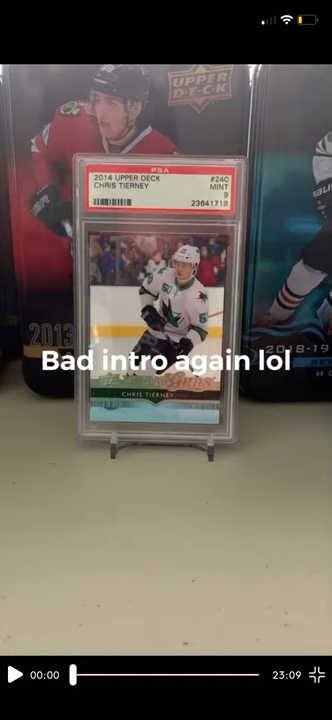 UPPER
DECK
PSA
2014 UPPER DECK #240
CHRIS TIERNEY MINT
9
23641719
2013
2018-19
Bad intro again lol
CHRIS TIERNEY
00:00 23:09